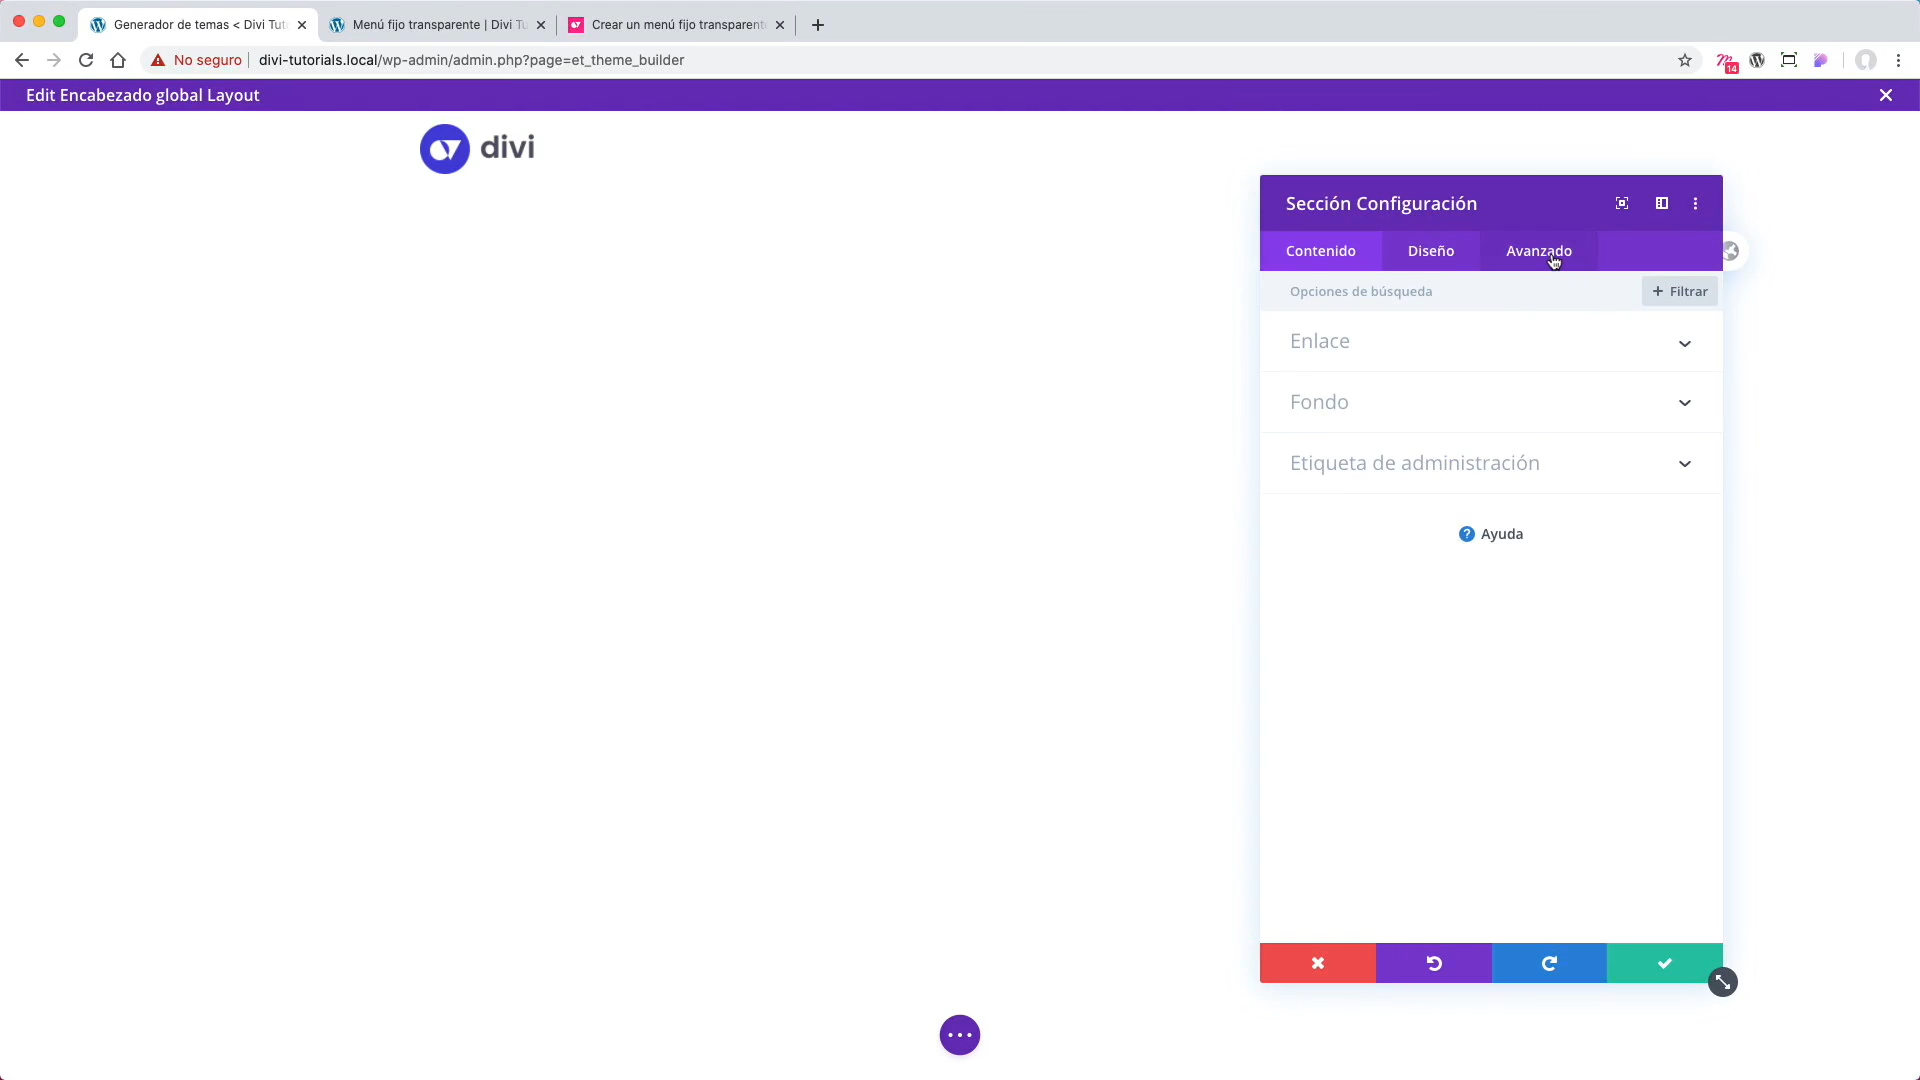 Generador de temas < Divi Tut
Menú fijo transparente | Divi Tu
Crear un menú fijo transparent
No seguro
divi-tutorials.local/wp-admin/admin.php?page=et_theme_builder
14
Edit Encabezado global Layout
divi
Sección Configuración
Contenido
Diseño
Avanzado
Opciones de búsqueda
+ Filtrar
Enlace
Fondo
Etiqueta de administración
? Ayuda